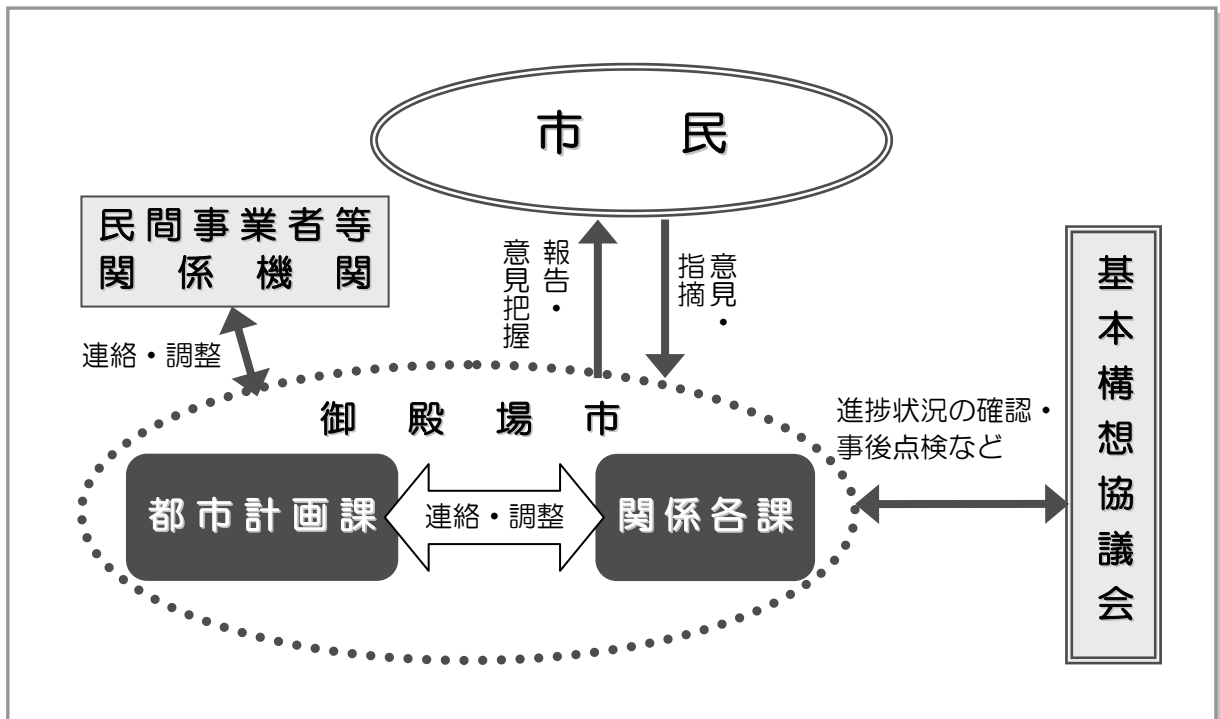 市民
民間事業者等
関係機関
報告・
意見把握
意見・
指摘
連絡・調整
御殿場市
進捗状況の確認・
事後点検など
都市計画課
連絡・調整
関係各課
基本構想協議会